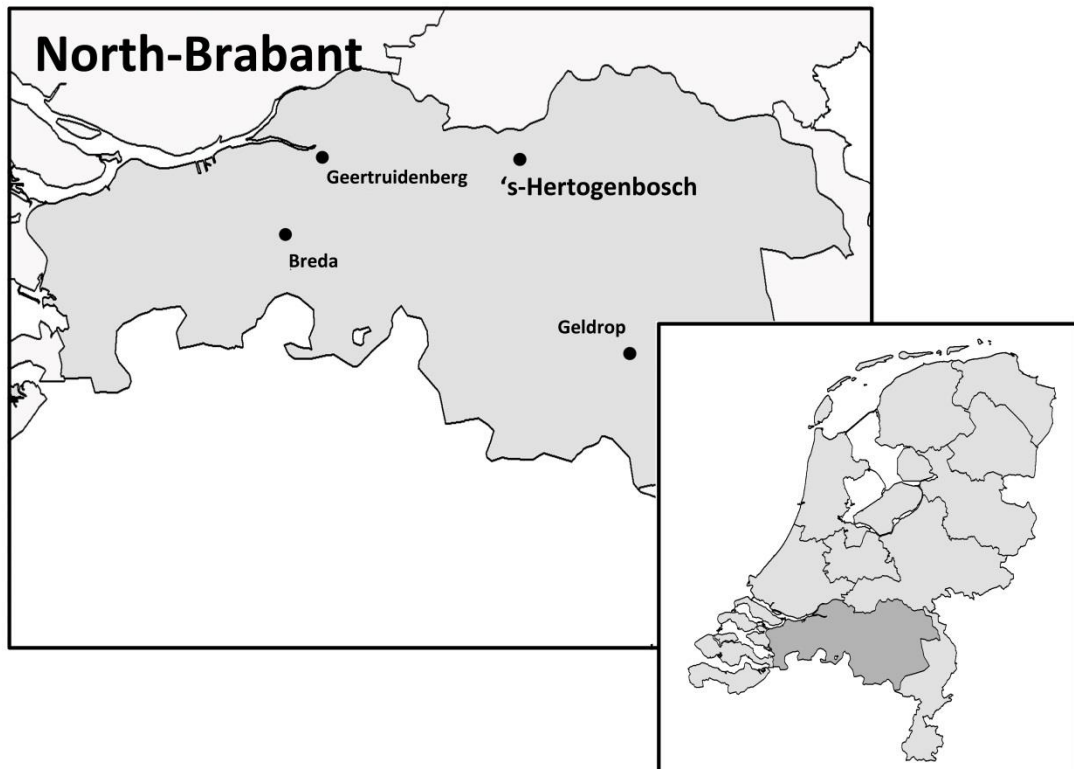 North-Brabant
Geertruidenberg
‘s-Hertogenbosch
Breda
Geldrop